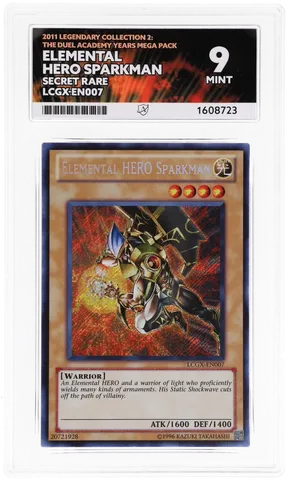 2011 LEGENDARY COLLECTION 2:
THE DUEL ACADEMY YEARS MEGA PACK
ELEMENTAL
HERO SPARKMAN
SECRET RARE
LCGX-EN007
9
MINT
1608723
ELEMENTAL HERO SPARKMAN
光
LCGX-EN007
[WARRIOR]
An Elemental HERO and a warrior of light who proficiently
wields many kinds of armaments. His Static Shockwave cuts
off the path of villainy.
ATK/1600 DEF/1400
20721928
©1996 KAZUKI TAKAHASHI